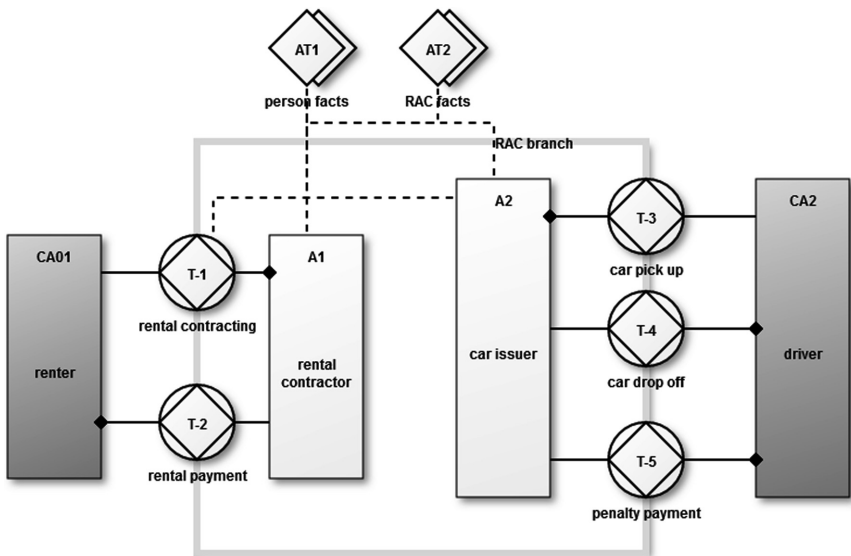 AT1
AT2
person facts
RAC facts
RAC branch
CA01
T-1
A1
A2
T-3
CA2
car pick up
rental contracting
T-4
renter
rental
contractor
car issuer
driver
car drop off
T-2
T-5
rental payment
penalty payment